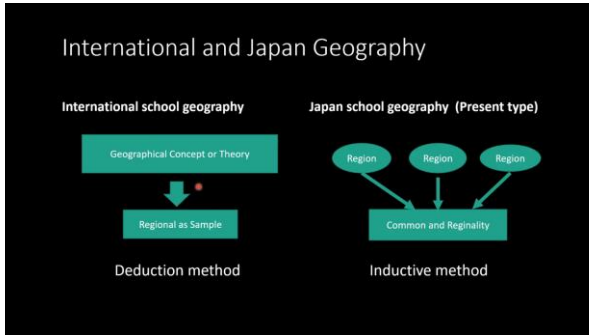 International and Japan Geography
International school geography
Geographical Concept or Theory
Regional as Sample
Deduction method
Japan school geography (Present type)
Region
Region
Region
Common and Reginality
Inductive method